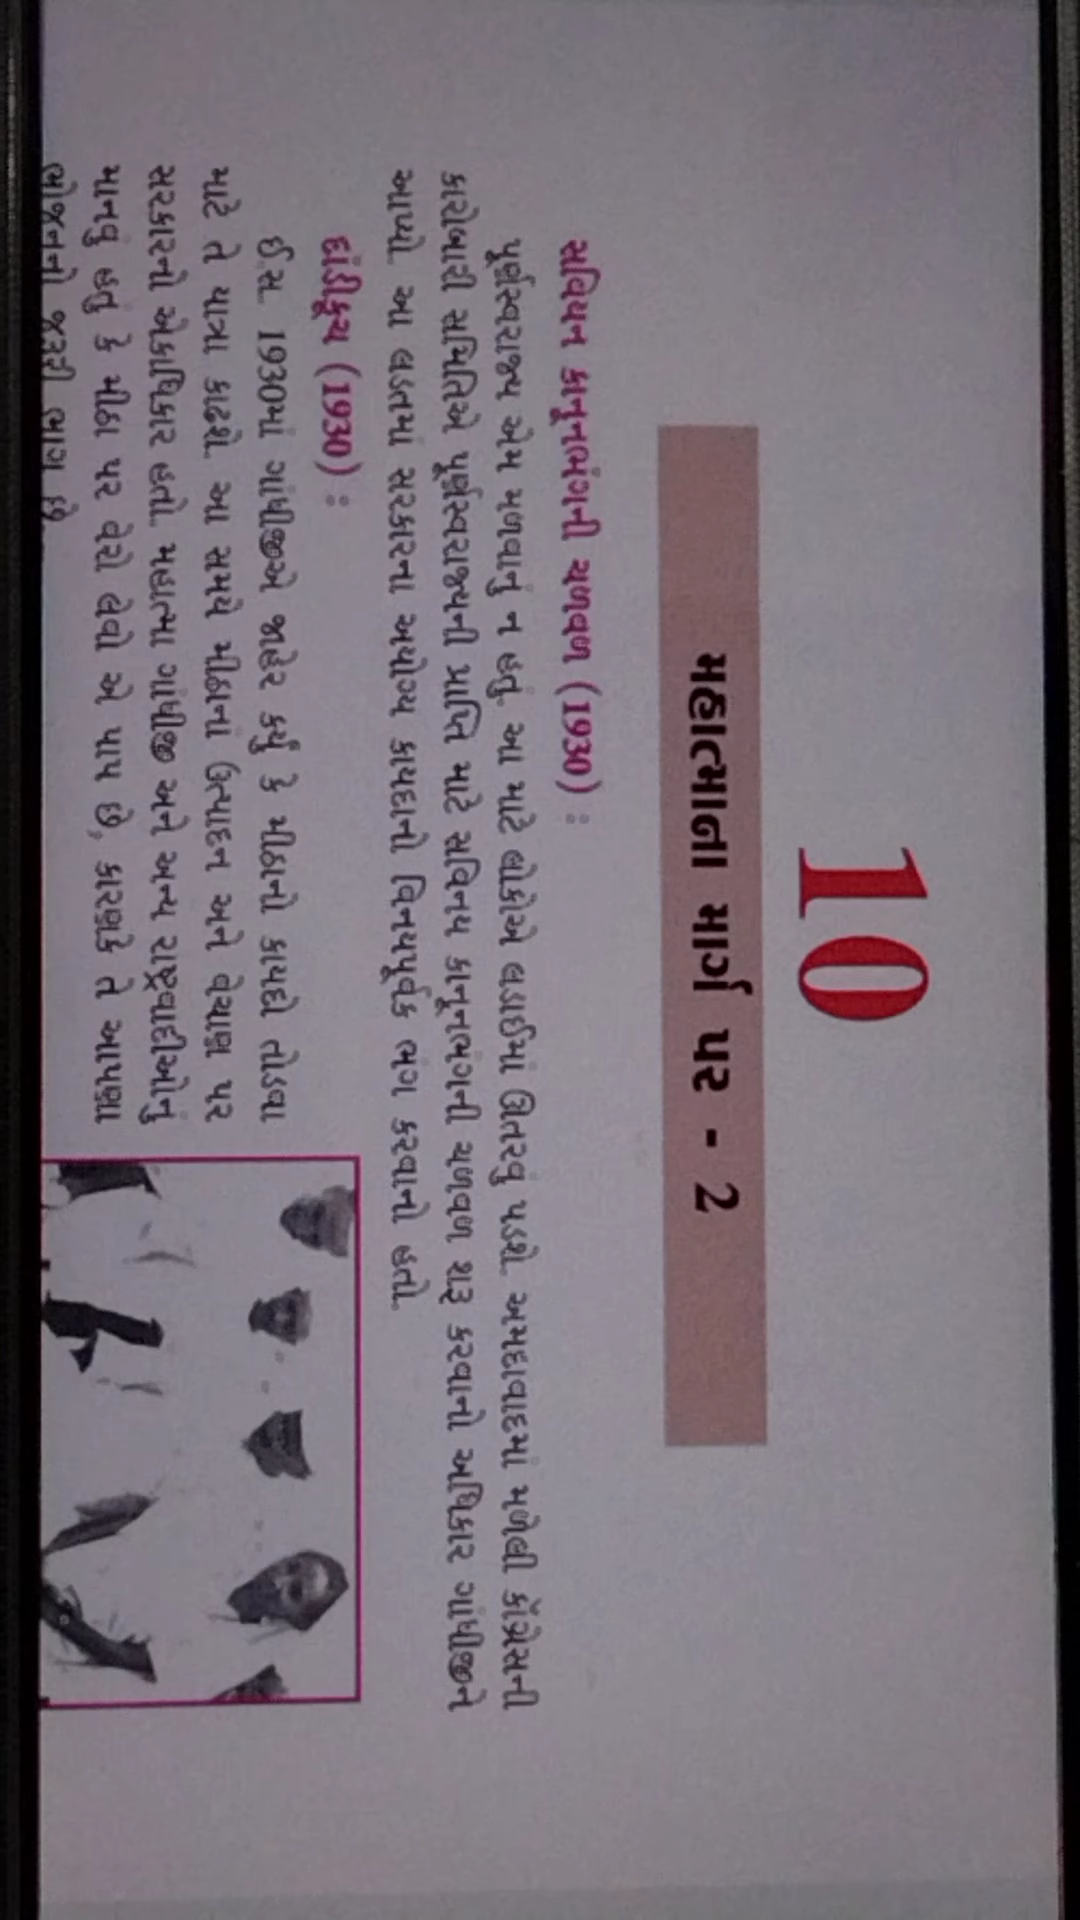 10
મહાત્માના માર્ગ પર - 2
સવિયન કાનૂનભંગની ચળવળ (1930) :
પૂર્ણસ્વરાજ્ય એમ મળવાનું ન હતું. આ માટે લોકોએ લડાઈમાં ઊતરવું પડશે. અમદાવાદમાં મળેલી કૉંગ્રેસની
કારોબારી સમિતિએ પૂર્ણસ્વરાજ્યની પ્રાપ્તિ માટે સવિનય કાનૂનભંગની ચળવળ શરૂ કરવાનો અધિકાર ગાંધીજીને
આપ્યો. આ લડતમાં સરકારના અયોગ્ય કાયદાનો વિનયપૂર્વક ભંગ કરવાનો હતો.
દાંડીકૂચ (1930) :
ઈ.સ. 1930માં ગાંધીજીએ જાહેર કર્યું કે મીઠાનો કાયદો તોડવા
માટે તે યાત્રા કાઢશે. આ સમયે મીઠાનાં ઉત્પાદન અને વેચાણ પર
સરકારનો એકાધિકાર હતો. મહાત્મા ગાંધીજી અને અન્ય રાષ્ટ્રવાદીઓનું
માનવું હતું કે મીઠા પર વેરો લેવો એ પાપ છે, કારણકે તે આપણા
ભોજનનો જરૂરી ભાગ છે.